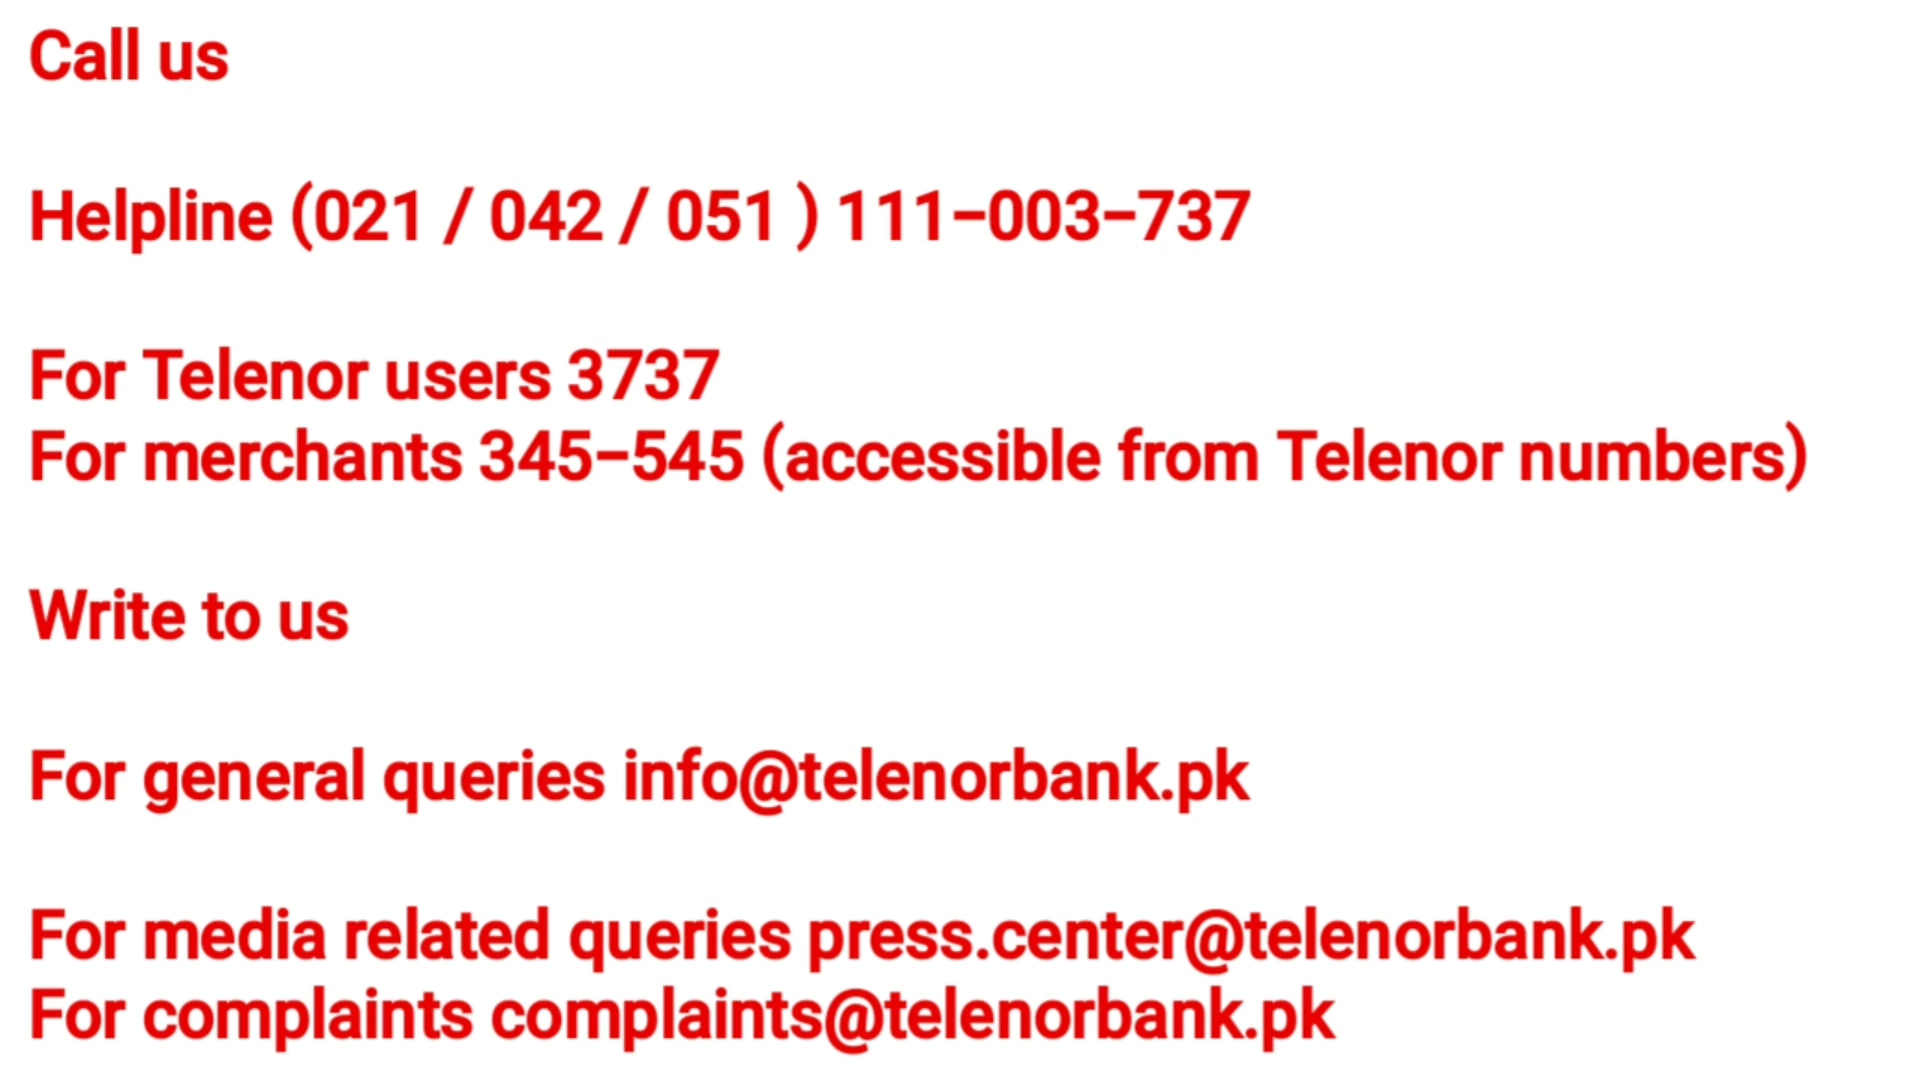 Call us
Helpline (021 / 042 / 051 ) 111-003-737
For Telenor users 3737
For merchants 345-545 (accessible from Telenor numbers)
Write to us
For general queries info@telenorbank.pk
For media related queries press.center@telenorbank.pk
For complaints complaints@telenorbank.pk